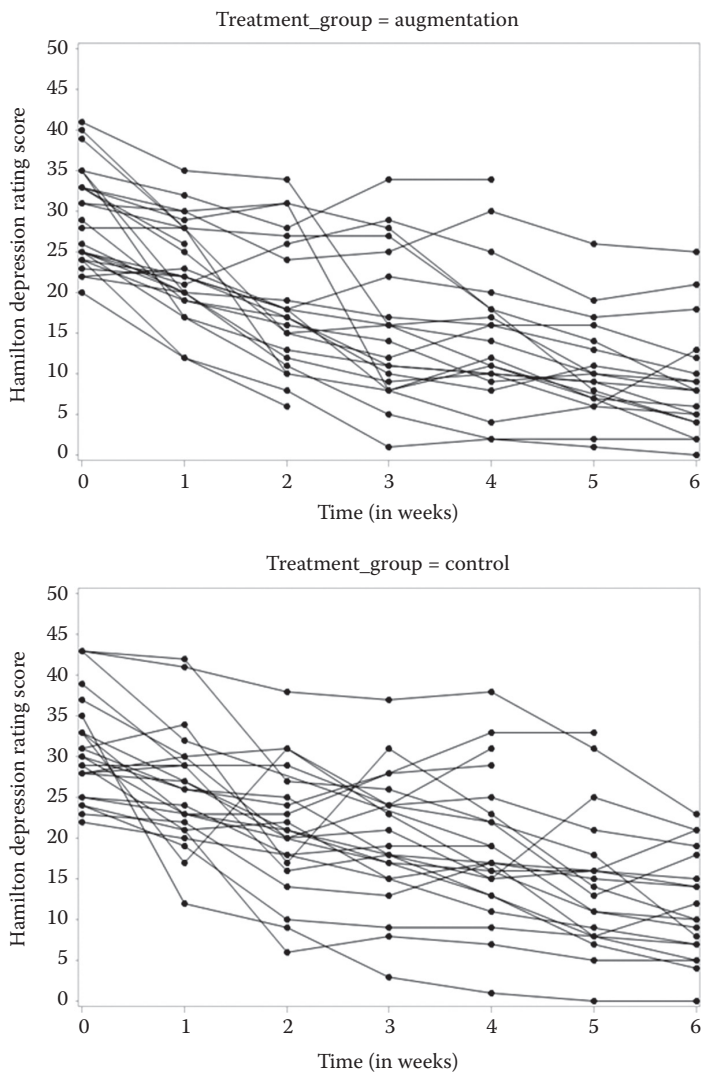 Treatment_group = augmentation
50
45
40
35
30
25
20
15
10
5
0
Hamilton depression rating score
0 1 2 3 4 5 6
Time (in weeks)
Treatment_group = control
50
45
40
35
30
25
20
15
10
5
0
Hamilton depression rating score
0 1 2 3 4 5 6
Time (in weeks)